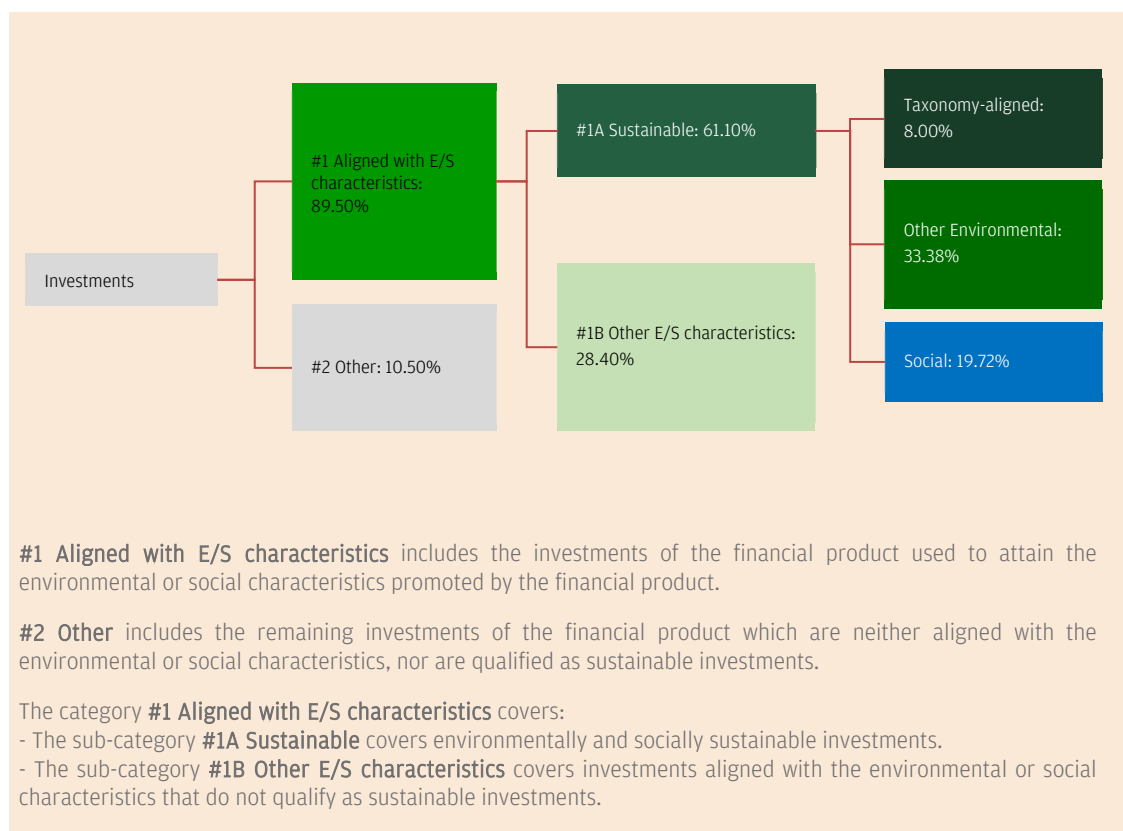 Investments
#1 Aligned with E/S
characteristics:
89.50%
#2 Other: 10.50%
#1A Sustainable: 61.10%
#1B Other E/S characteristics:
28.40%
Taxonomy-aligned:
8.00%
Other Environmental:
33.38%
Social: 19.72%
#1 Aligned with E/S characteristics includes the investments of the financial product used to attain the
environmental or social characteristics promoted by the financial product.
#2 Other includes the remaining investments of the financial product which are neither aligned with the
environmental or social characteristics, nor are qualified as sustainable investments.
The category #1 Aligned with E/S characteristics covers:
- The sub-category #1A Sustainable covers environmentally and socially sustainable investments.
- The sub-category #1B Other E/S characteristics covers investments aligned with the environmental or social
characteristics that do not qualify as sustainable investments.